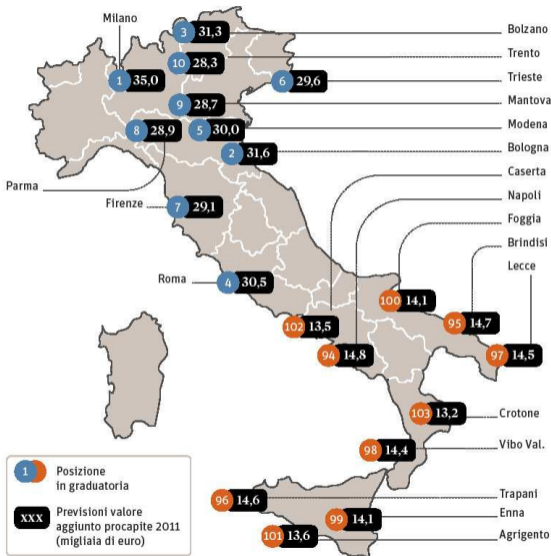 Milano
3 31,3 Bolzano
10 28,3 Trento
1 35,0 6 29,6 Trieste
9 28,7 Mantova
8 28,9 5 30,0 Modena
2 31,6 Bologna
Caserta
Parma
Napoli
Firenze 7 29,1
Foggia
Brindisi
Lecce
Roma 4 30,5
100 14,1
102 13,5 95 14,7
94 14,8 97 14,5
103 13,2 Crotone
98 14,4 Vibo Val.
1 Posizione
in graduatoria
96 14,6 Trapani
99 14,1 Enna
101 13,6 Agrigento
xxx Previsioni valore
aggiunto procapite 2011
(migliaia di euro)